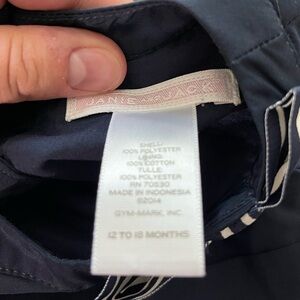 JANIE AND JACK
SHELL:
100% POLYESTER
LINING:
100% COTTON
TULLE:
100% POLYESTER
RN 70530
MADE IN INDONESIA
©2014
GYM-MARK, INC.
12 TO 18 MONTHS